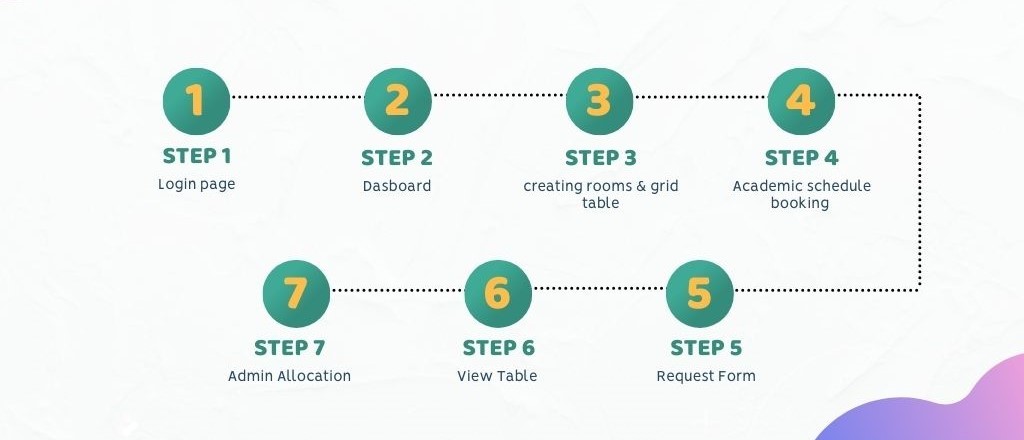 1
2
3
4
STEP 1
STEP 2
STEP 3
STEP 4
Login page
Dasboard
creating rooms & grid
table
Academic schedule
booking
7
6
5
STEP 7
STEP 6
STEP 5
Admin Allocation
View Table
Request Form